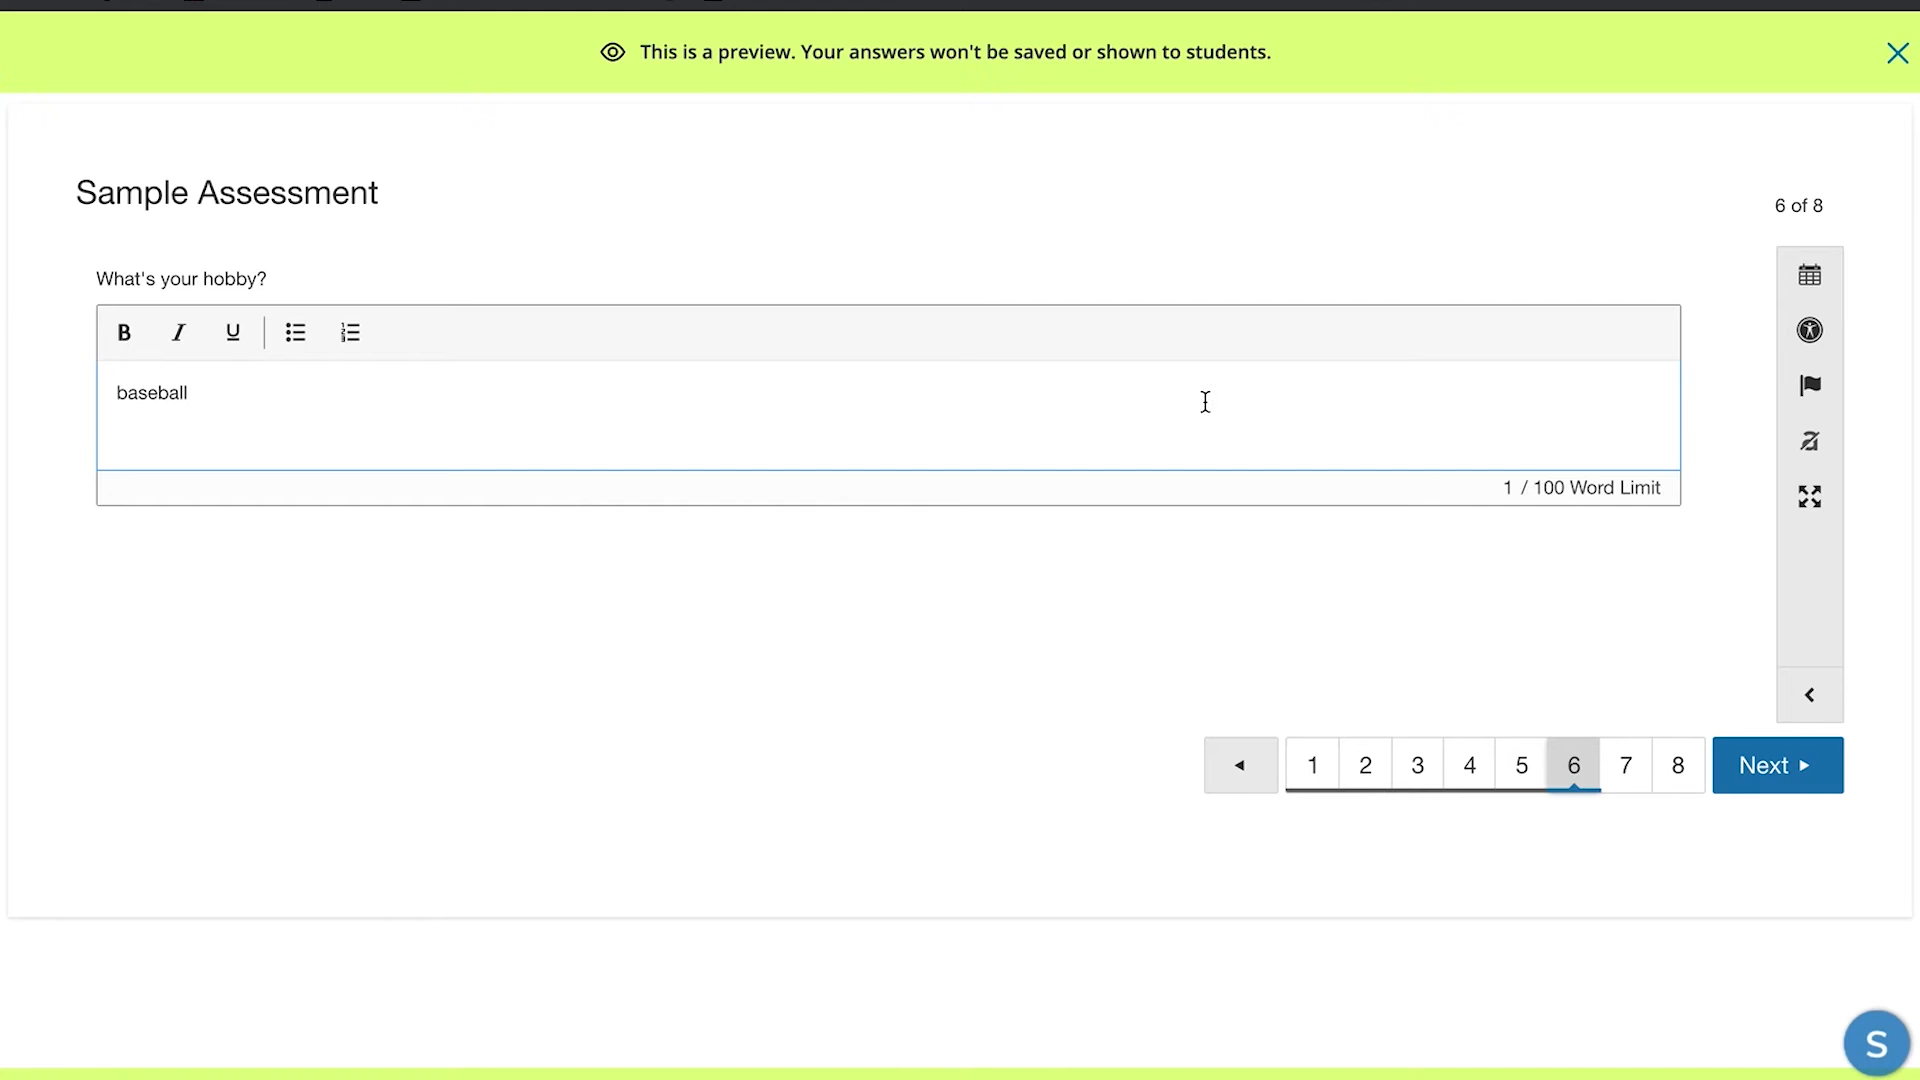 This is a preview. Your answers won't be saved or shown to students.
Sample Assessment
6 of 8
What's your hobby?
B I U
baseball
1 / 100 Word Limit
1 2 3 4 5 6 7 8 Next
S